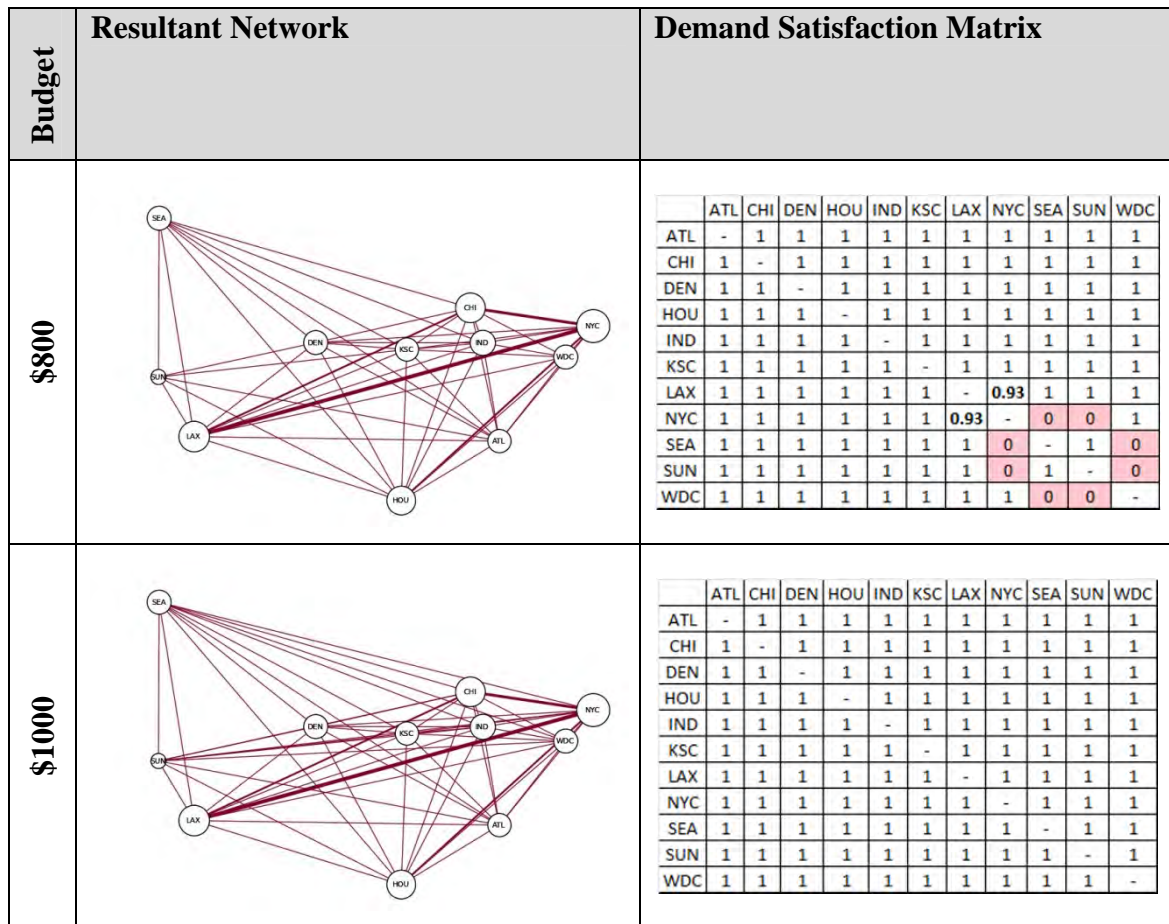 Budget
Resultant Network
Demand Satisfaction Matrix
$800
SEA
CHI
NYC
DEN
KSC
IND
WDC
SUN
LAX
ATL
HOU
ATL CHI DEN HOU IND KSC LAX NYC SEA SUN WDC
ATL - 1 1 1 1 1 1 1 1 1 1
CHI 1 - 1 1 1 1 1 1 1 1 1
DEN 1 1 - 1 1 1 1 1 1 1 1
HOU 1 1 1 - 1 1 1 1 1 1 1
IND 1 1 1 1 - 1 1 1 1 1 1
KSC 1 1 1 1 1 - 1 1 1 1 1
LAX 1 1 1 1 1 1 - 0.93 1 1 1
NYC 1 1 1 1 1 1 0.93 - 0 0 1
SEA 1 1 1 1 1 1 1 0 - 1 0
SUN 1 1 1 1 1 1 1 0 1 - 0
WDC 1 1 1 1 1 1 1 1 0 0 -
$1000
SEA
CHI
NYC
DEN
KSC
IND
WDC
SUN
LAX
ATL
HOU
ATL CHI DEN HOU IND KSC LAX NYC SEA SUN WDC
ATL - 1 1 1 1 1 1 1 1 1 1
CHI 1 - 1 1 1 1 1 1 1 1 1
DEN 1 1 - 1 1 1 1 1 1 1 1
HOU 1 1 1 - 1 1 1 1 1 1 1
IND 1 1 1 1 - 1 1 1 1 1 1
KSC 1 1 1 1 1 - 1 1 1 1 1
LAX 1 1 1 1 1 1 - 1 1 1 1
NYC 1 1 1 1 1 1 1 - 1 1 1
SEA 1 1 1 1 1 1 1 1 - 1 1
SUN 1 1 1 1 1 1 1 1 1 - 1
WDC 1 1 1 1 1 1 1 1 1 1 -